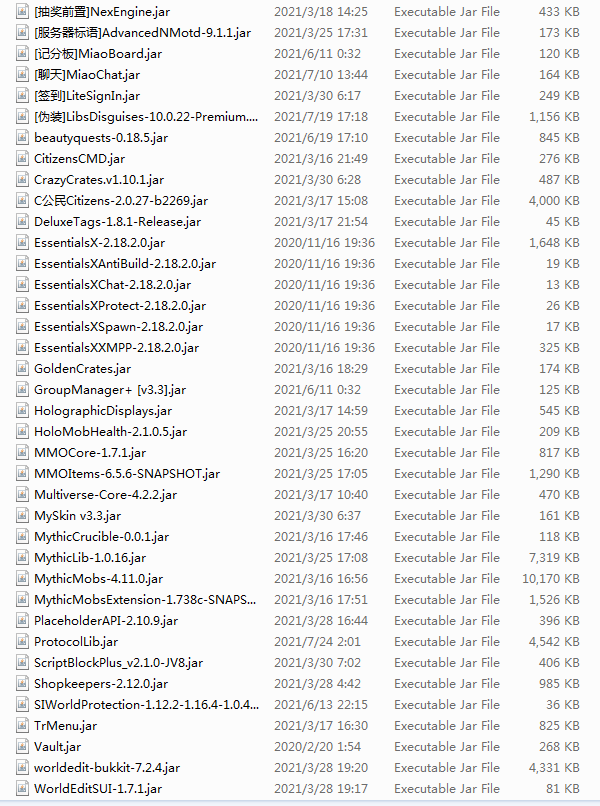 [抽奖前置]NexEngine.jar 2021/3/18 14:25 Executable Jar File 433 KB
[服务器标语]AdvancedNMotd-9.1.1.jar 2021/3/25 17:31 Executable Jar File 173 KB
[记分板]MiaoBoard.jar 2021/6/11 0:32 Executable Jar File 120 KB
[聊天]MiaoChat.jar 2021/7/10 13:44 Executable Jar File 164 KB
[签到]LiteSignIn.jar 2021/3/30 6:17 Executable Jar File 249 KB
[伪装]LibsDisguises-10.0.22-Premium.... 2021/7/19 17:18 Executable Jar File 1,156 KB
beautyquests-0.18.5.jar 2021/6/19 17:10 Executable Jar File 845 KB
CitizensCMD.jar 2021/3/16 21:49 Executable Jar File 276 KB
CrazyCrates.v1.10.1.jar 2021/3/30 6:28 Executable Jar File 487 KB
C公民Citizens-2.0.27-b2269.jar 2021/3/17 15:08 Executable Jar File 4,000 KB
DeluxeTags-1.8.1-Release.jar 2021/3/17 21:54 Executable Jar File 45 KB
EssentialsX-2.18.2.0.jar 2020/11/16 19:36 Executable Jar File 1,648 KB
EssentialsXAntiBuild-2.18.2.0.jar 2020/11/16 19:36 Executable Jar File 19 KB
EssentialsXChat-2.18.2.0.jar 2020/11/16 19:36 Executable Jar File 13 KB
EssentialsXProtect-2.18.2.0.jar 2020/11/16 19:36 Executable Jar File 26 KB
EssentialsXSpawn-2.18.2.0.jar 2020/11/16 19:36 Executable Jar File 17 KB
EssentialsXXMPP-2.18.2.0.jar 2020/11/16 19:36 Executable Jar File 325 KB
GoldenCrates.jar 2021/3/16 18:29 Executable Jar File 174 KB
GroupManager+ [v3.3].jar 2021/6/11 0:32 Executable Jar File 125 KB
HolographicDisplays.jar 2021/3/17 14:59 Executable Jar File 545 KB
HoloMobHealth-2.1.0.5.jar 2021/3/25 20:55 Executable Jar File 209 KB
MMOCore-1.7.1.jar 2021/3/25 16:20 Executable Jar File 817 KB
MMOItems-6.5.6-SNAPSHOT.jar 2021/3/25 17:05 Executable Jar File 1,290 KB
Multiverse-Core-4.2.2.jar 2021/3/17 10:40 Executable Jar File 470 KB
MySkin v3.3.jar 2021/3/30 6:37 Executable Jar File 161 KB
MythicCrucible-0.0.1.jar 2021/3/16 17:46 Executable Jar File 118 KB
MythicLib-1.0.16.jar 2021/3/25 17:08 Executable Jar File 7,319 KB
MythicMobs-4.11.0.jar 2021/3/16 16:56 Executable Jar File 10,170 KB
MythicMobsExtension-1.738c-SNAPS... 2021/3/16 17:51 Executable Jar File 1,526 KB
PlaceholderAPI-2.10.9.jar 2021/3/28 16:44 Executable Jar File 396 KB
ProtocolLib.jar 2021/7/24 2:01 Executable Jar File 4,542 KB
ScriptBlockPlus_v2.1.0-JV8.jar 2021/3/30 7:02 Executable Jar File 406 KB
Shopkeepers-2.12.0.jar 2021/3/28 4:42 Executable Jar File 985 KB
SIWorldProtection-1.12.2-1.16.4-1.0.4... 2021/6/13 22:15 Executable Jar File 36 KB
TrMenu.jar 2021/3/17 16:30 Executable Jar File 825 KB
Vault.jar 2020/2/20 1:54 Executable Jar File 268 KB
worldedit-bukkit-7.2.4.jar 2021/3/28 19:20 Executable Jar File 4,331 KB
WorldEditSUI-1.7.1.jar 2021/3/28 19:17 Executable Jar File 81 KB